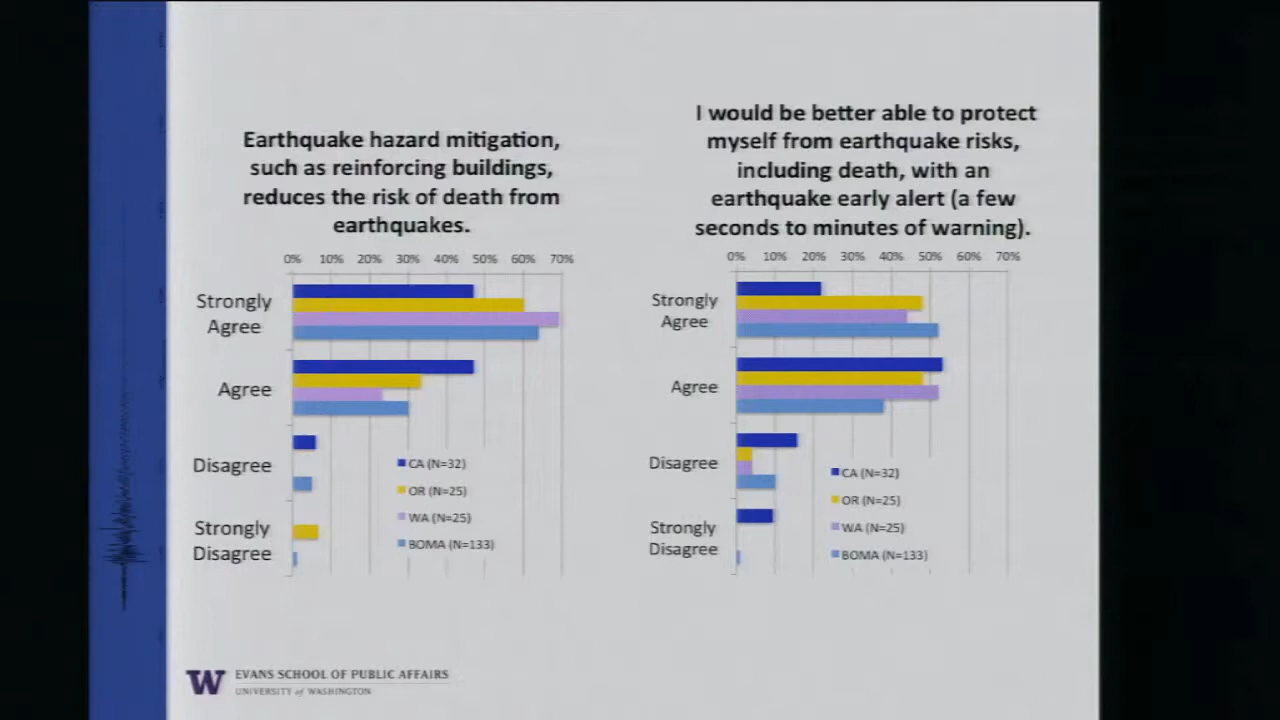 Earthquake hazard mitigation,
such as reinforcing buildings,
reduces the risk of death from
earthquakes.
0% 10% 20% 30% 40% 50% 60% 70%
Strongly
Agree
Agree
Disagree
Strongly
Disagree
CA (N=32)
OR (N=25)
WA (N=25)
BOMA (N=133)
I would be better able to protect
myself from earthquake risks,
including death, with an
earthquake early alert (a few
seconds to minutes of warning).
0% 10% 20% 30% 40% 50% 60% 70%
Strongly
Agree
Agree
Disagree
Strongly
Disagree
CA (N=32)
OR (N=25)
WA (N=25)
BOMA (N=133)
W EVANS SCHOOL OF PUBLIC AFFAIRS
UNIVERSITY of WASHINGTON